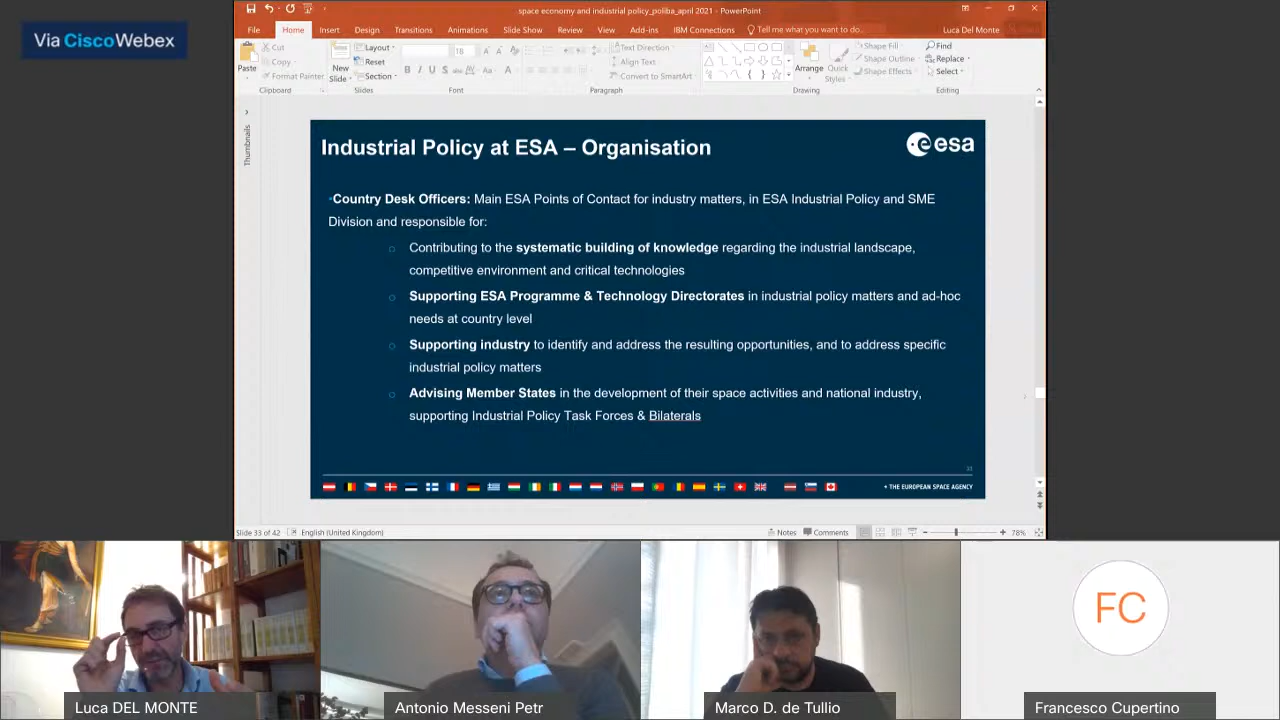 Via Cisco Webex
space economy and industrial policy_poliba_april 2021 - PowerPoint
File Home Insert Design Transitions Animations Slide Show Review View Add-ins IBM Connections Tell me what you want to do... Luca Del Monte
Paste
Cut
Copy
Format Painter
Clipboard
New
Slide
Layout
Reset
Section
Slides
18
Font
Text Direction
Align Text
Convert to SmartArt
Paragraph
Arrange
Quick
Styles
Shape Fill
Shape Outline
Shape Effects
Drawing
Find
Replace
Select
Editing
Thumbnails
Industrial Policy at ESA – Organisation
esa
Country Desk Officers: Main ESA Points of Contact for industry matters, in ESA Industrial Policy and SME
Division and responsible for:
Contributing to the systematic building of knowledge regarding the industrial landscape,
competitive environment and critical technologies
Supporting ESA Programme & Technology Directorates in industrial policy matters and ad-hoc
needs at country level
Supporting industry to identify and address the resulting opportunities, and to address specific
industrial policy matters
Advising Member States in the development of their space activities and national industry,
supporting Industrial Policy Task Forces & Bilaterals
33
THE EUROPEAN SPACE AGENCY
Slide 33 of 42 English (United Kingdom) Notes Comments 78%
FC
Luca DEL MONTE
Antonio Messeni Petr
Marco D. de Tullio
Francesco Cupertino